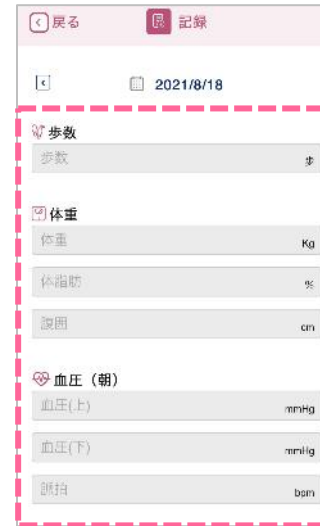 戻る 記録
2021/8/18
歩数
歩数 歩
体重
体重 Kg
体脂肪 %
腹囲 cm
血圧（朝）
血圧(上) mmHg
血圧(下) mmHg
脈拍 bpm